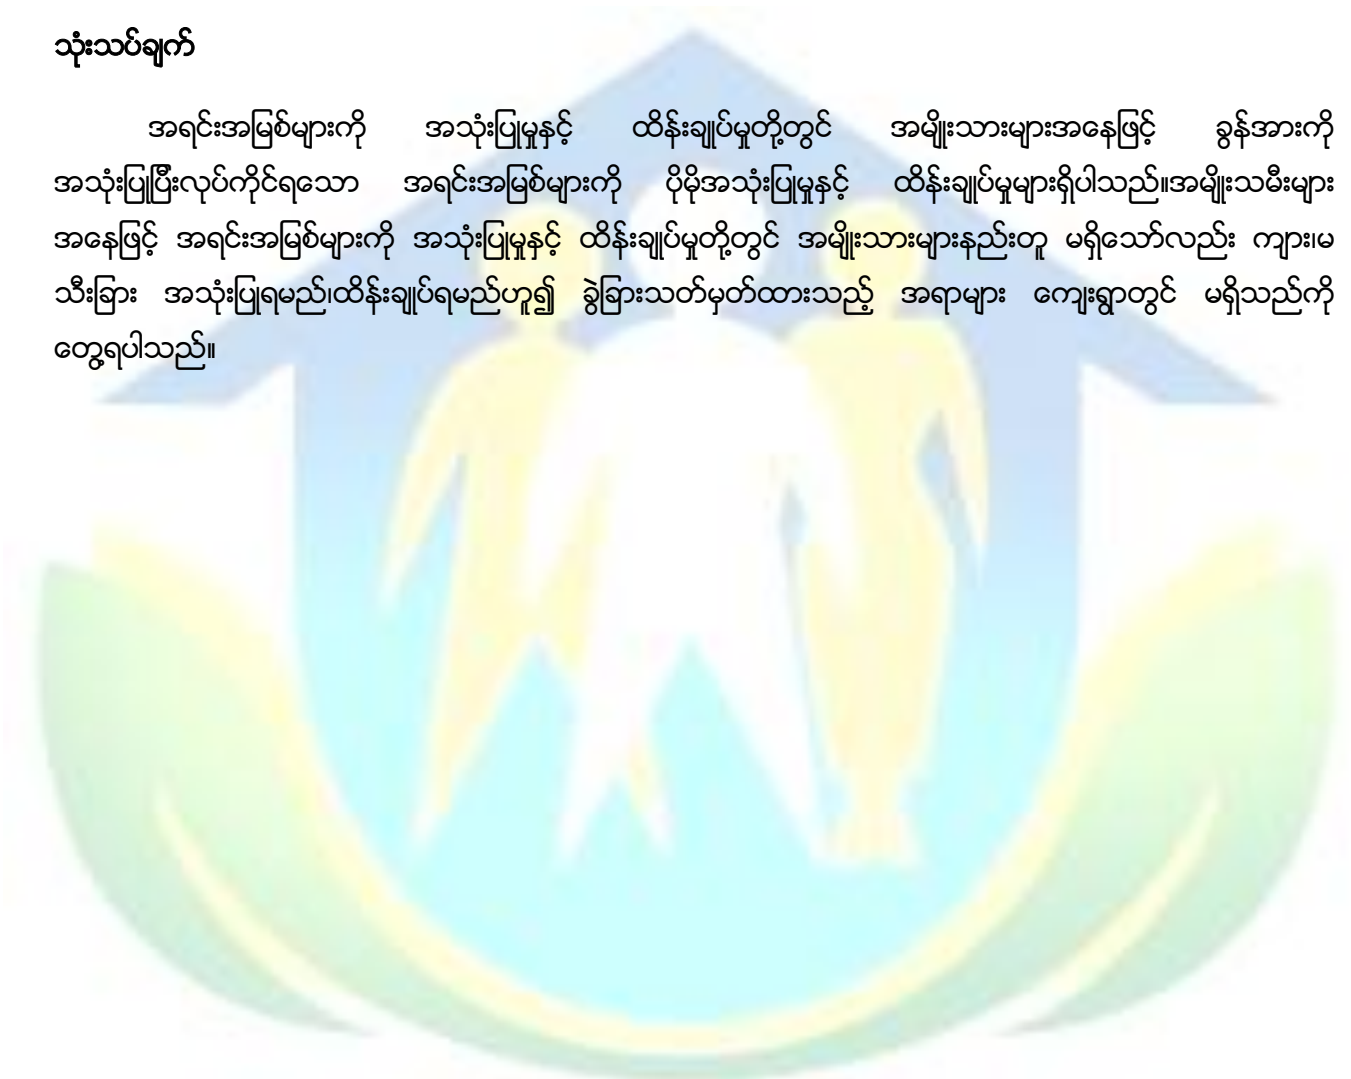 သုံးသပ်ချက်
အရင်းအမြစ်များကို အသုံးပြုမှုနှင့် ထိန်းချုပ်မှုတို့တွင် အမျိုးသားများအနေဖြင့် ခွန်အားကို
အသုံးပြုပြီးလုပ်ကိုင်ရသော အရင်းအမြစ်များကို ပိုမိုအသုံးပြုမှုနှင့် ထိန်းချုပ်မှုများရှိပါသည်။အမျိုးသမီးများ
အနေဖြင့် အရင်းအမြစ်များကို အသုံးပြုမှုနှင့် ထိန်းချုပ်မှုတို့တွင် အမျိုးသားများနည်းတူ မရှိသော်လည်း ကျား၊မ
သီးခြား အသုံးပြုရမည်၊ထိန်းချုပ်ရမည်ဟူ၍ ခွဲခြားသတ်မှတ်ထားသည့် အရာများ ကျေးရွာတွင် မရှိသည်ကို
တွေ့ရပါသည်။